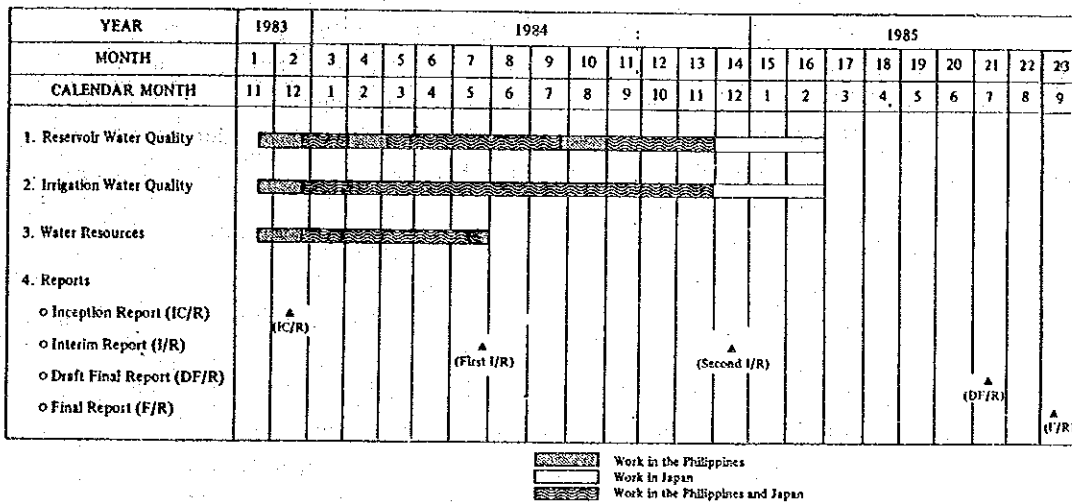 YEAR 1983 1984 1985
MONTH 1 2 3 4 5 6 7 8 9 10 11 12 13 14 15 16 17 18 19 20 21 22 23
CALENDAR MONTH 11 12 1 2 3 4 5 6 7 8 9 10 11 12 1 2 3 4 5 6 7 8 9
1. Reservoir Water Quality
2. Irrigation Water Quality
3. Water Resources
4. Reports
o Inception Report (IC/R) ▲
(IC/R)
o Interim Report (I/R) ▲ ▲
(First I/R) (Second I/R)
o Draft Final Report (DF/R) ▲
(DF/R)
o Final Report (F/R) ▲
(F/R)
Work in the Philippines
Work in Japan
Work in the Philippines and Japan